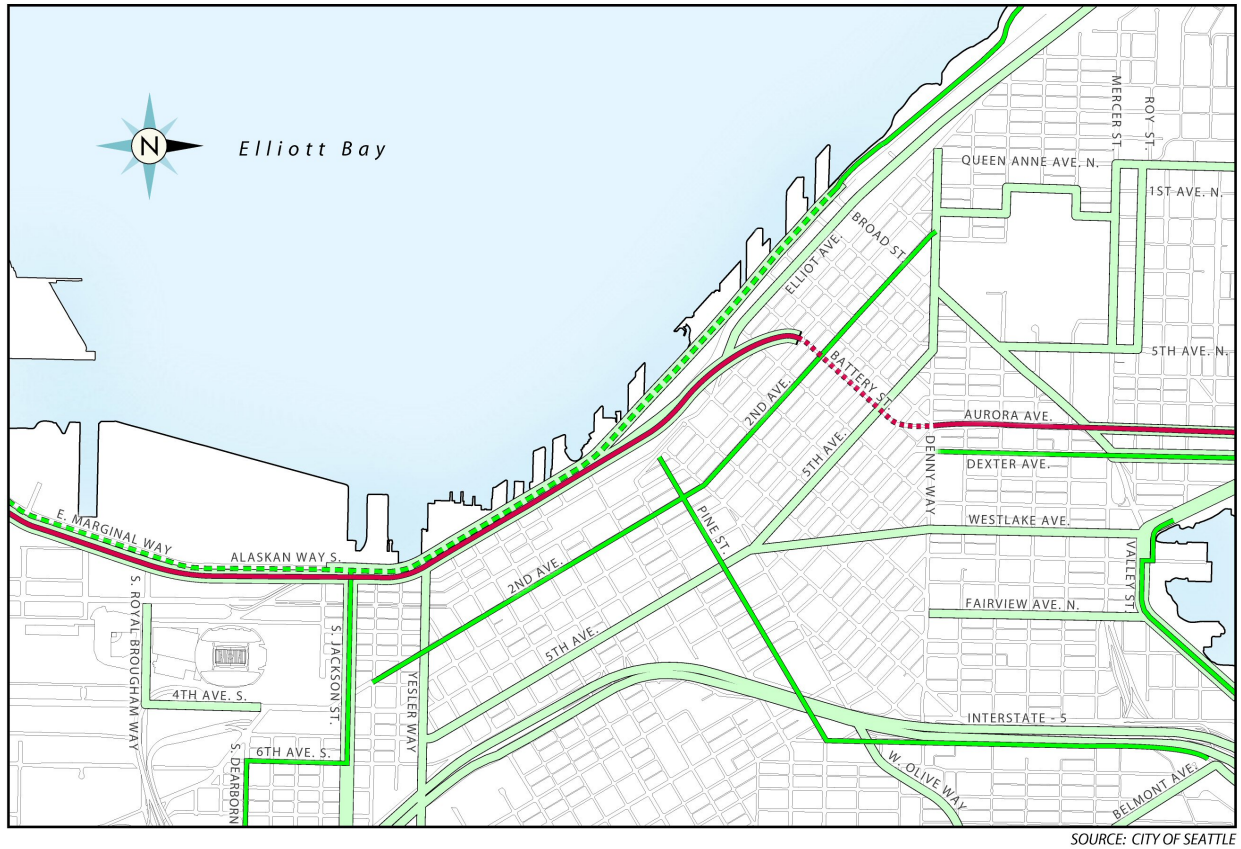 N
Elliott Bay
MERCER ST.
ROY ST.
QUEEN ANNE AVE. N.
1ST AVE. N.
BROAD ST.
ELLIOT AVE.
5TH AVE. N.
BATTERY ST.
2ND AVE.
AURORA AVE.
5TH AVE.
DENNY WAY
DEXTER AVE.
PINE ST.
WESTLAKE AVE.
E. MARGINAL WAY
ALASKAN WAY S.
VALLEY ST.
2ND AVE.
S. ROYAL BROUGHAM WAY
S. JACKSON ST.
FAIRVIEW AVE. N.
5TH AVE.
YESLER WAY
4TH AVE. S.
INTERSTATE - 5
6TH AVE. S.
S. DEARBORN
W. OLIVE WAY
BELMONT AVE.
SOURCE: CITY OF SEATTLE